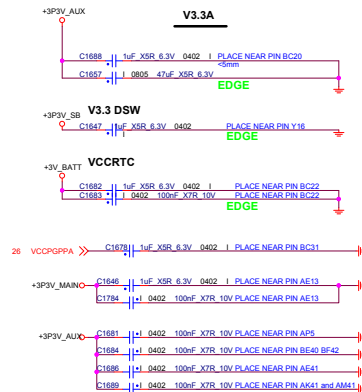 +3P3V_AUX
V3.3A
C1688 1uF_X5R_6.3V 0402 I PLACE NEAR PIN BC20
<5mm
C1657 I 0805 47uF_X5R_6.3V
EDGE
+3P3V_SB
V3.3 DSW
C1647 1uF_X5R_6.3V 0402 PLACE NEAR PIN Y16
EDGE
+3V_BATT
VCCRTC
C1682 1uF_X5R_6.3V 0402 I PLACE NEAR PIN BC22
C1683 I 0402 100nF_X7R_10V PLACE NEAR PIN BC22
EDGE
26 VCCPGPPA C1678 1uF_X5R_6.3V 0402 I PLACE NEAR PIN BC31
C1646 1uF_X5R_6.3V 0402 I PLACE NEAR PIN AE13
+3P3V_MAIN
C1784 I 0402 100nF_X7R_10V PLACE NEAR PIN AE13
+3P3V_AUX C1681 I 0402 100nF_X7R_10V PLACE NEAR PIN AP5
C1684 I 0402 100nF_X7R_10V PLACE NEAR PIN BE40 BF42
C1686 I 0402 100nF_X7R_10V PLACE NEAR PIN AE41
C1689 I 0402 100nF_X7R_10V PLACE NEAR PIN AK41 and AM41